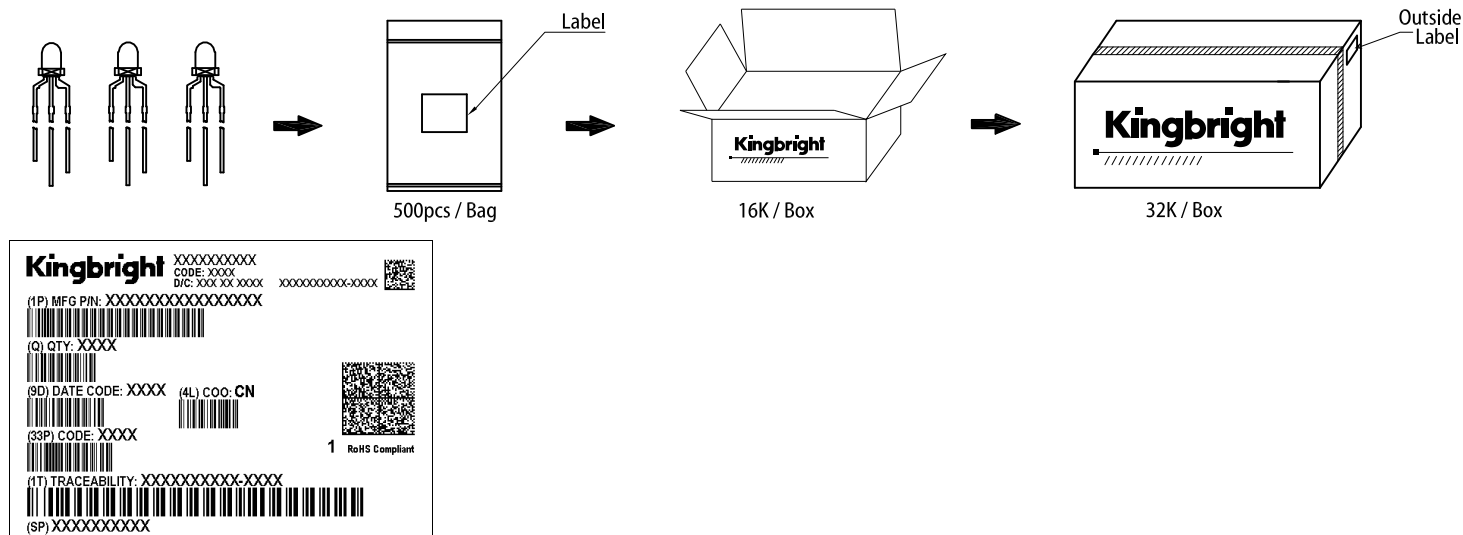 Label
Outside
Label
Kingbright
Kingbright
500pcs / Bag
16K / Box
32K / Box
Kingbright
XXXXXXXXXX
CODE: XXXX
D/C: XXX XX XXXX XXXXXXXXXX-XXXX
(1P) MFG P/N: XXXXXXXXXXXXXXXX
(Q) QTY: XXXX
(9D) DATE CODE: XXXX (4L) COO: CN
(33P) CODE: XXXX
1 RoHS Compliant
(1T) TRACEABILITY: XXXXXXXXXX-XXXX
(SP) XXXXXXXXXX